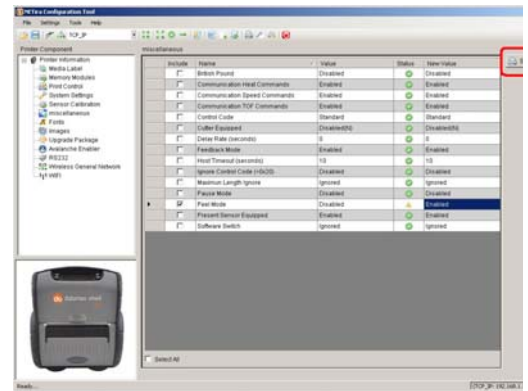 NETira Configuration Tool
File Settings Tools Help
TCP_IP
Printer Component
Printer Information
Media Label
Memory Modules
Print Control
System Settings
Sensor Calibration
miscellaneous
Fonts
Images
Upgrade Package
Avalanche Enabler
RS232
Wireless General Network
WIFI
miscellaneous
Include Name Value Status New Value
British Pound Disabled Disabled
Communication Heat Commands Enabled Enabled
Communication Speed Commands Enabled Enabled
Communication TOF Commands Enabled Enabled
Control Code Standard Standard
Cutter Equipped Disabled(N) Disabled(N)
Delay Rate (seconds) 0 0
Feedback Mode Enabled Enabled
Host Timeout (seconds) 10 10
Ignore Control Code (<0x20) Disabled Disabled
Maximum Length Ignore Ignored Ignored
Pause Mode Disabled Disabled
Peel Mode Disabled Enabled
Present Sensor Equipped Enabled Enabled
Software Switch Ignored Ignored
Select All
Ready...